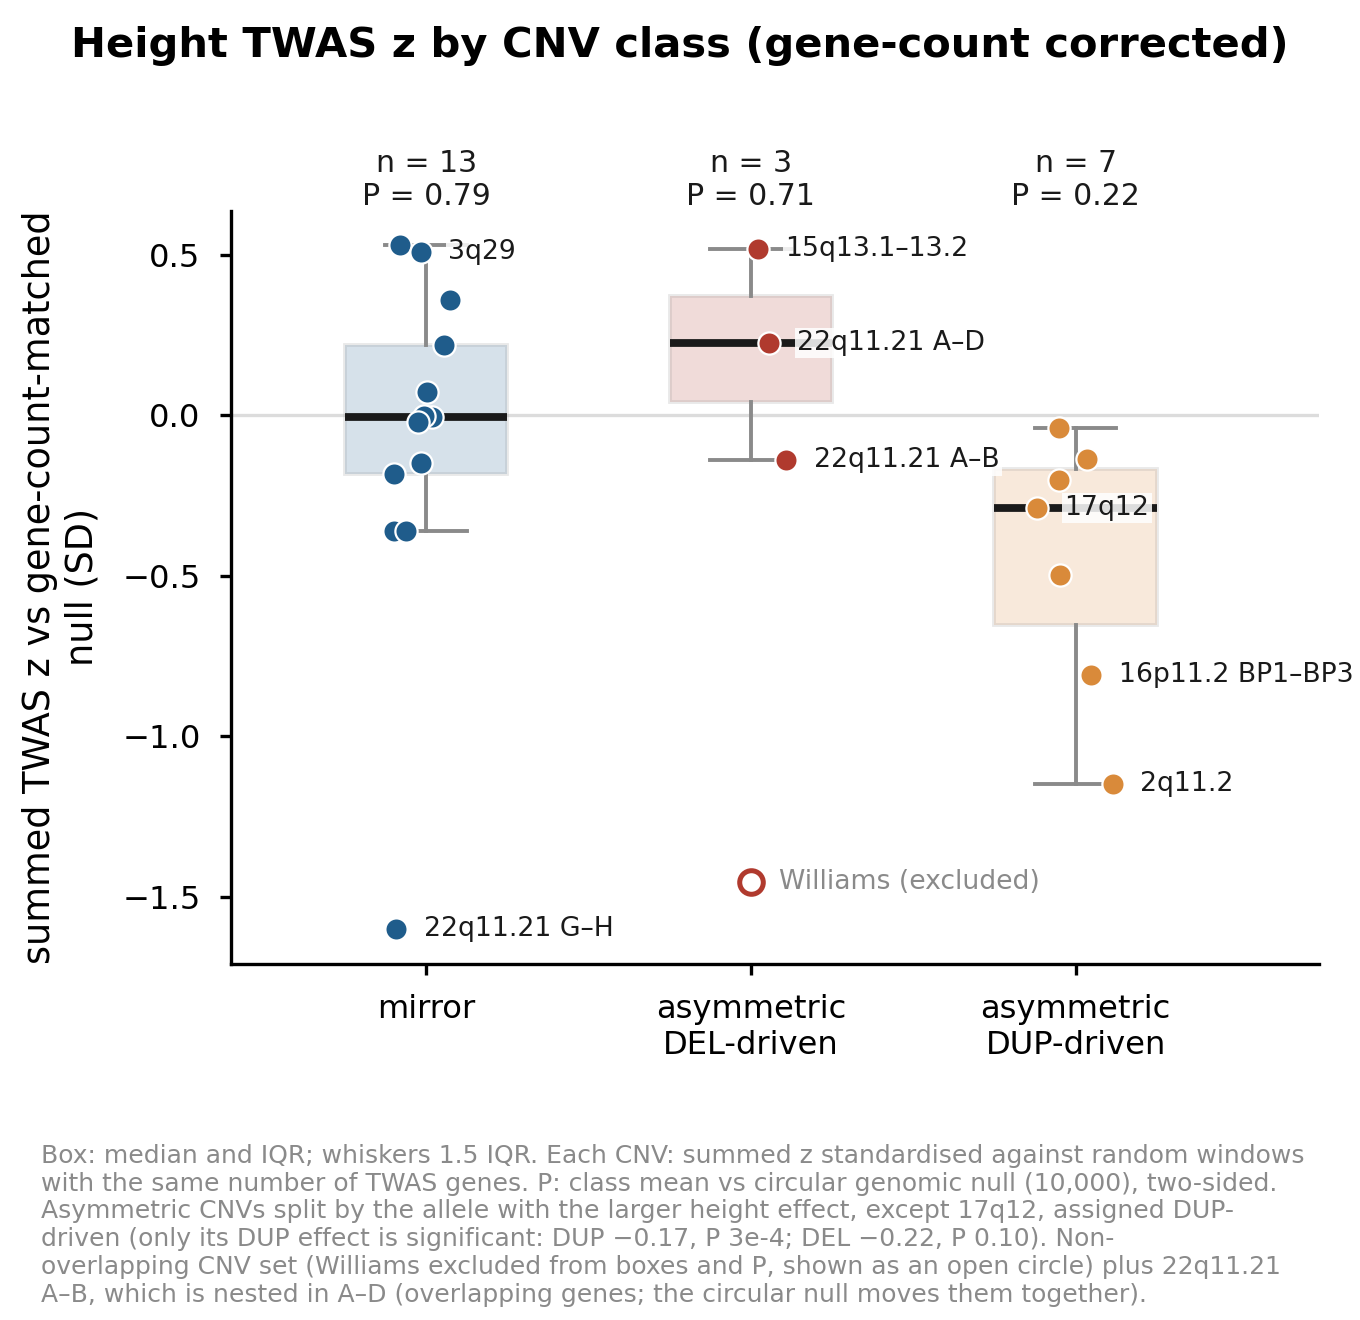 Height TWAS z by CNV class (gene-count corrected)
n = 13
P = 0.79
n = 3
P = 0.71
n = 7
P = 0.22
summed TWAS z vs gene-count-matched
null (SD)
0.5
0.0
−0.5
−1.0
−1.5
3q29
15q13.1–13.2
22q11.21 A–D
22q11.21 A–B
17q12
16p11.2 BP1–BP3
2q11.2
Williams (excluded)
22q11.21 G–H
mirror
asymmetric
DEL-driven
asymmetric
DUP-driven
Box: median and IQR; whiskers 1.5 IQR. Each CNV: summed z standardised against random windows
with the same number of TWAS genes. P: class mean vs circular genomic null (10,000), two-sided.
Asymmetric CNVs split by the allele with the larger height effect, except 17q12, assigned DUP-
driven (only its DUP effect is significant: DUP −0.17, P 3e-4; DEL −0.22, P 0.10). Non-
overlapping CNV set (Williams excluded from boxes and P, shown as an open circle) plus 22q11.21
A–B, which is nested in A–D (overlapping genes; the circular null moves them together).